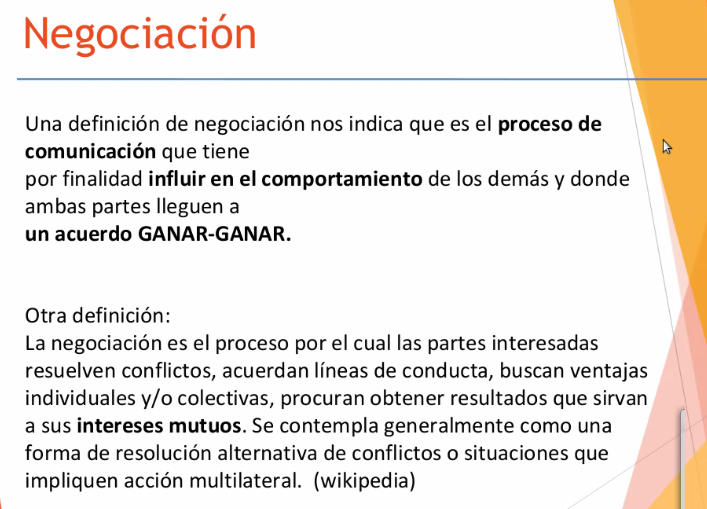 Negociación
Una definición de negociación nos indica que es el proceso de
comunicación que tiene
por finalidad influir en el comportamiento de los demás y donde
ambas partes lleguen a
un acuerdo GANAR-GANAR.
Otra definición:
La negociación es el proceso por el cual las partes interesadas
resuelven conflictos, acuerdan líneas de conducta, buscan ventajas
individuales y/o colectivas, procuran obtener resultados que sirvan
a sus intereses mutuos. Se contempla generalmente como una
forma de resolución alternativa de conflictos o situaciones que
impliquen acción multilateral. (wikipedia)